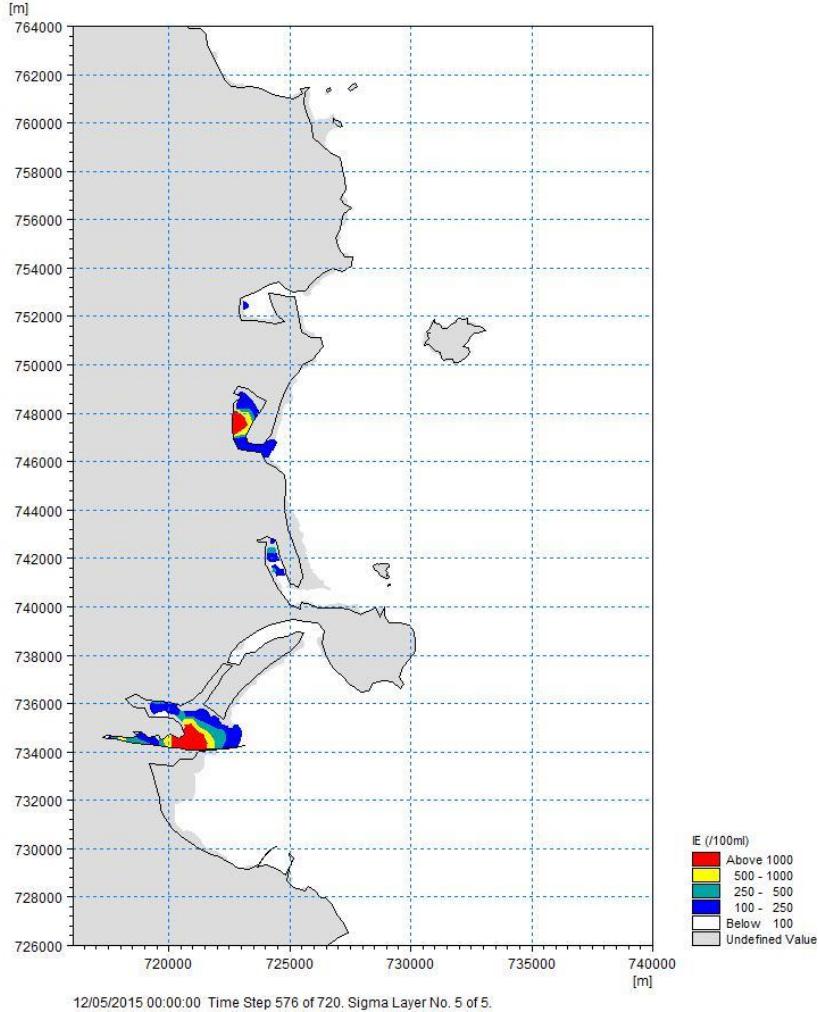 [m]
764000
762000
760000
758000
756000
754000
752000
750000
748000
746000
744000
742000
740000
738000
736000
734000
732000
730000
728000
726000
720000 725000 730000 735000 740000
[m]
IE (/100ml)
Above 1000
500 - 1000
250 - 500
100 - 250
Below 100
Undefined Value
12/05/2015 00:00:00 Time Step 576 of 720. Sigma Layer No. 5 of 5.